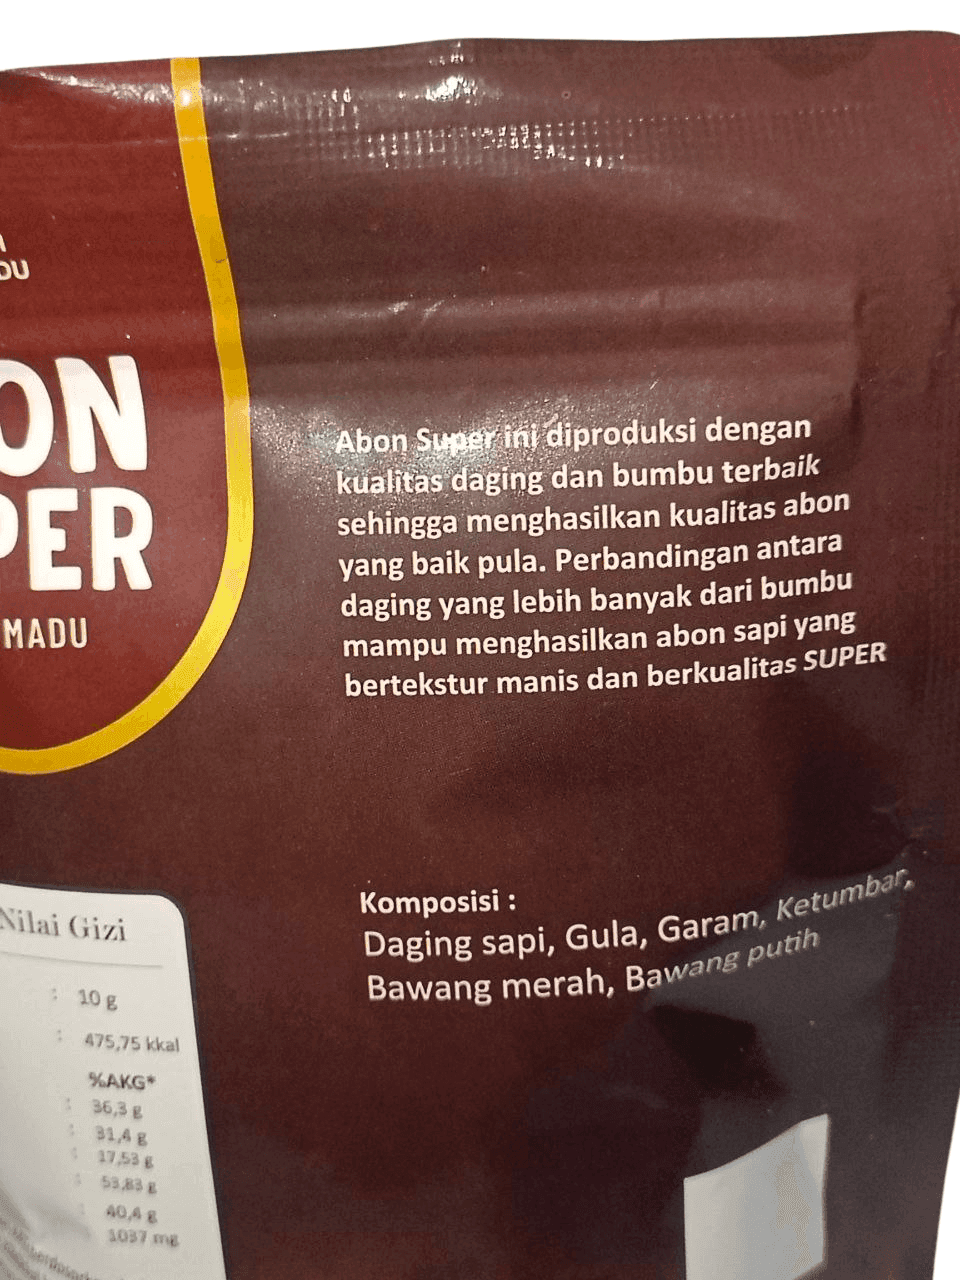 DU
ON
PER
MADU
Abon Super ini diproduksi dengan
kualitas daging dan bumbu terbaik
sehingga menghasilkan kualitas abon
yang baik pula. Perbandingan antara
daging yang lebih banyak dari bumbu
mampu menghasilkan abon sapi yang
bertekstur manis dan berkualitas SUPER
Komposisi :
Daging sapi, Gula, Garam, Ketumbar,
Bawang merah, Bawang putih
Nilai Gizi
: 10 g
: 475,75 kkal
%AKG*
: 36,3 g
: 31,4 g
: 17,53 g
: 53,83 g
: 40,4 g
1037 mg